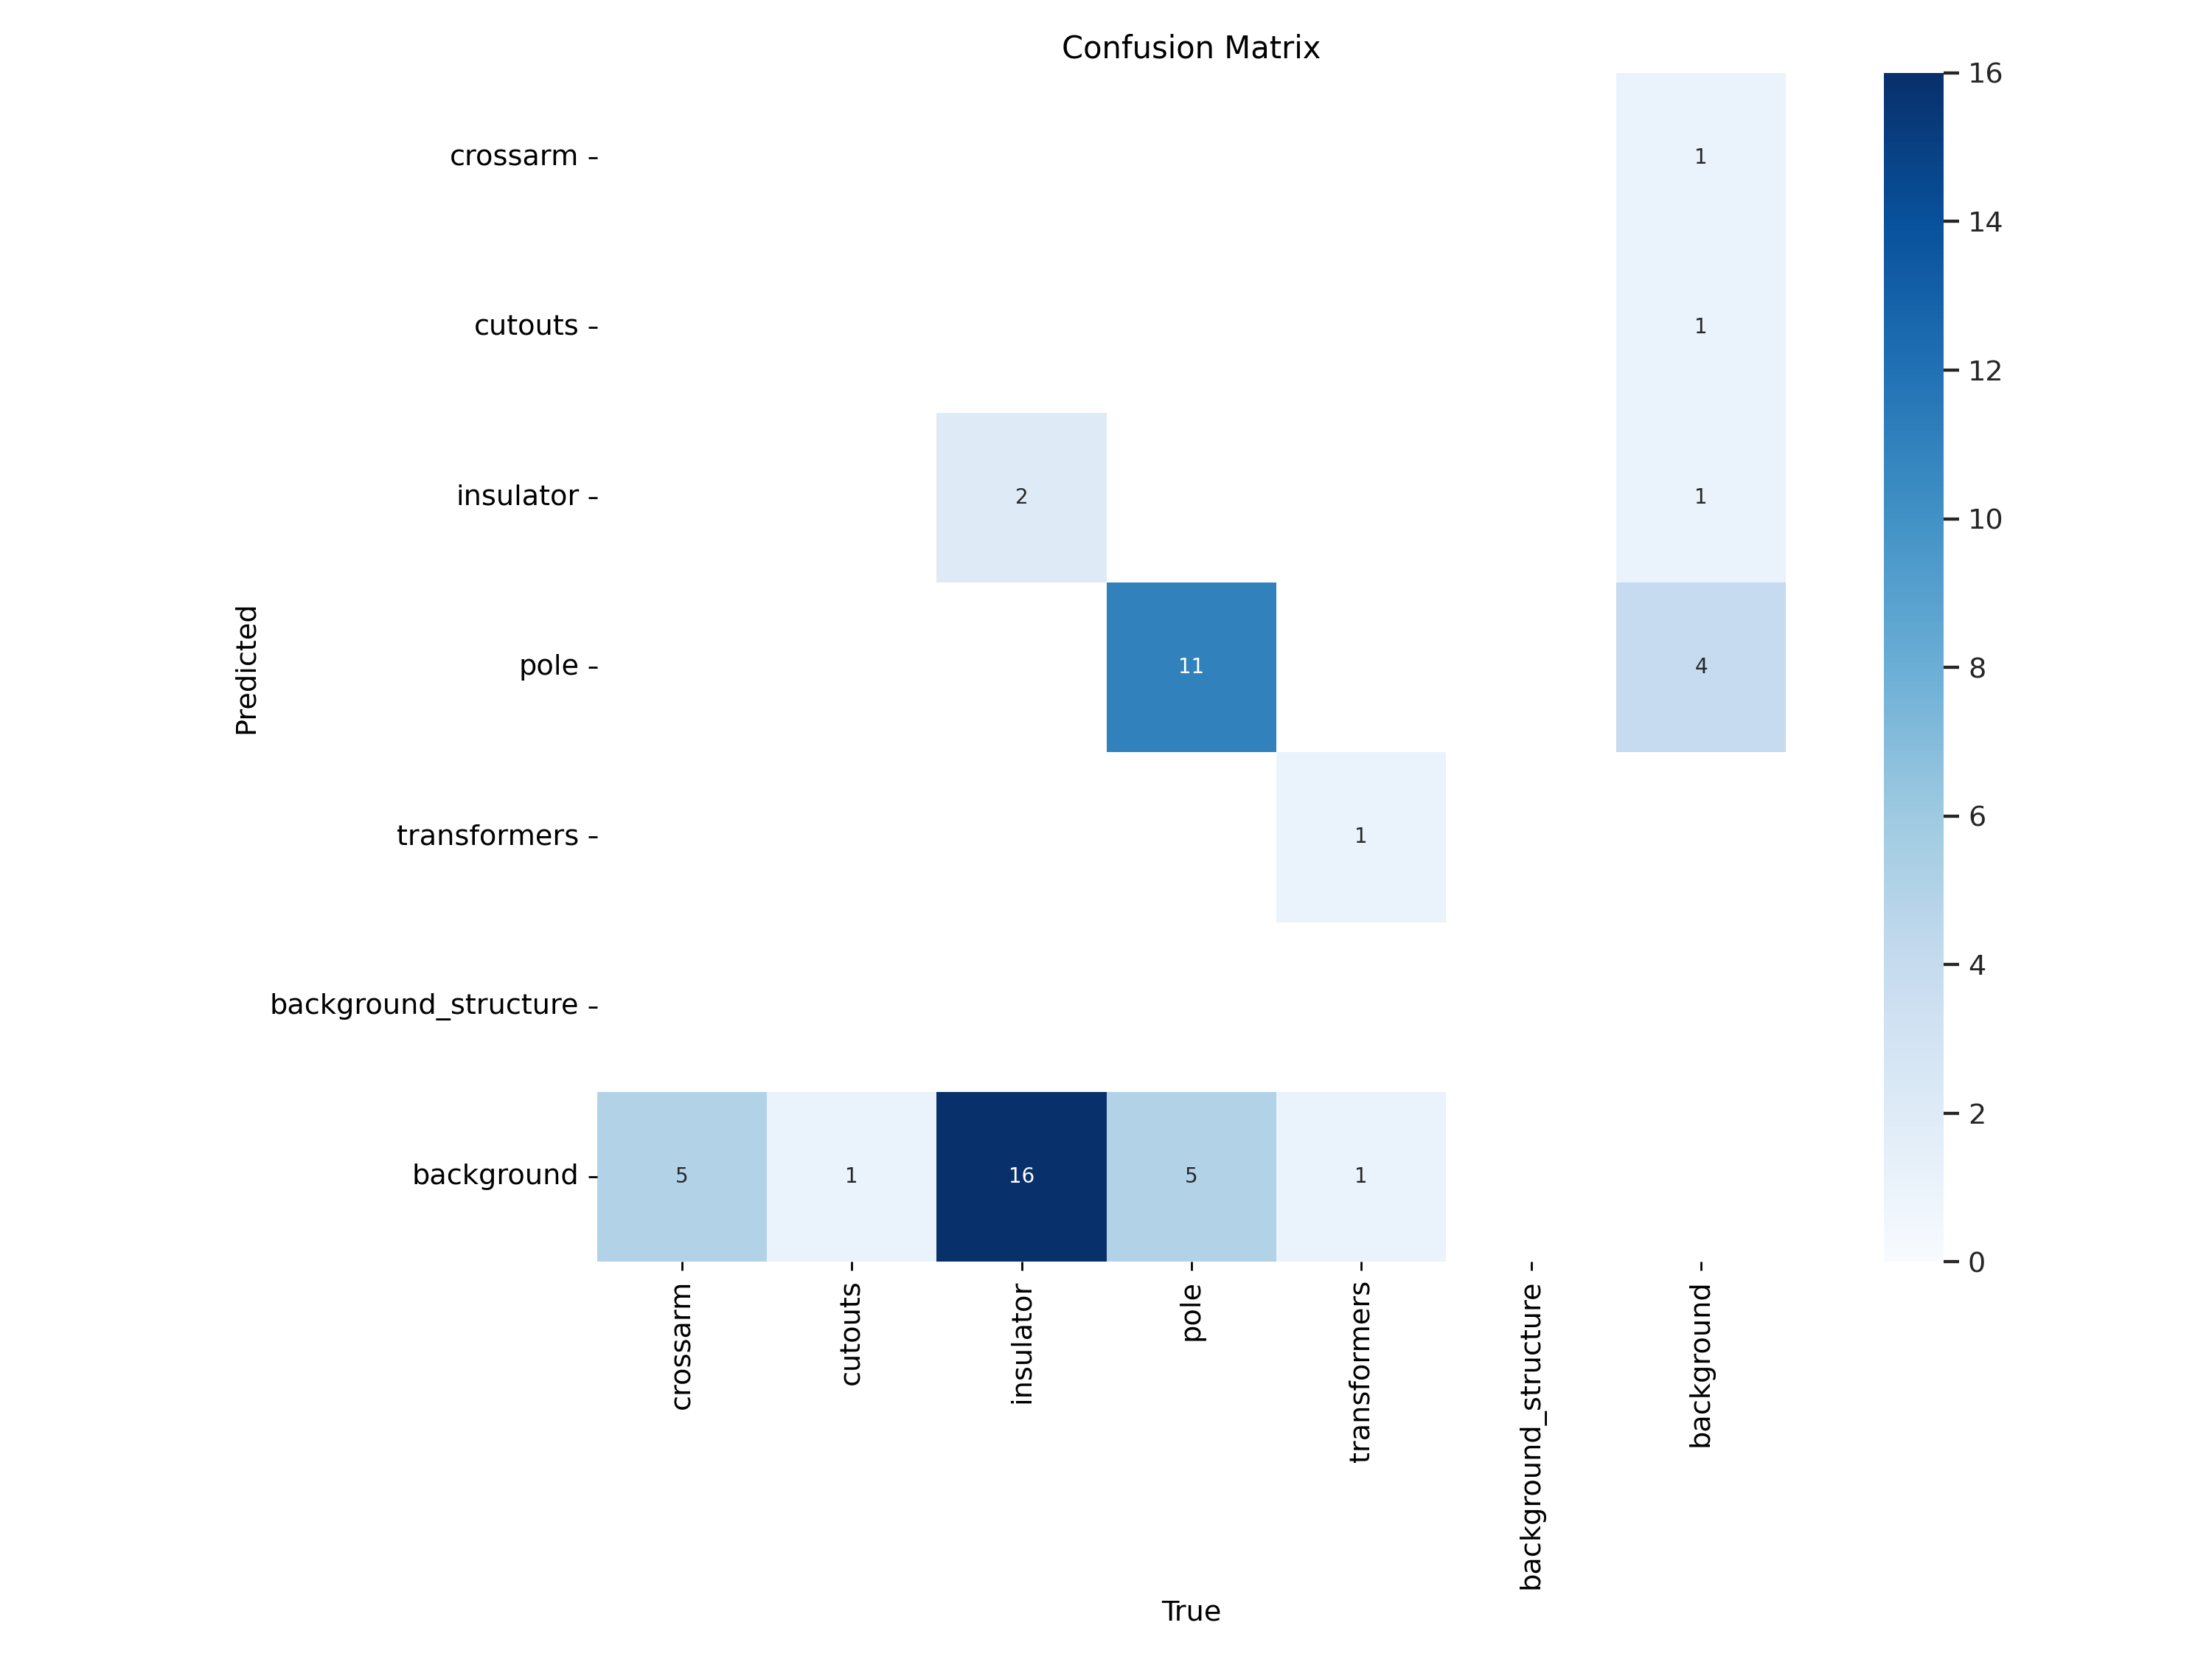 Confusion Matrix
Predicted
crossarm 1
cutouts 1
insulator 2 1
pole 11 4
transformers 1
background_structure
background 5 1 16 5 1
crossarm
cutouts
insulator
pole
transformers
background_structure
background
True
16
14
12
10
8
6
4
2
0